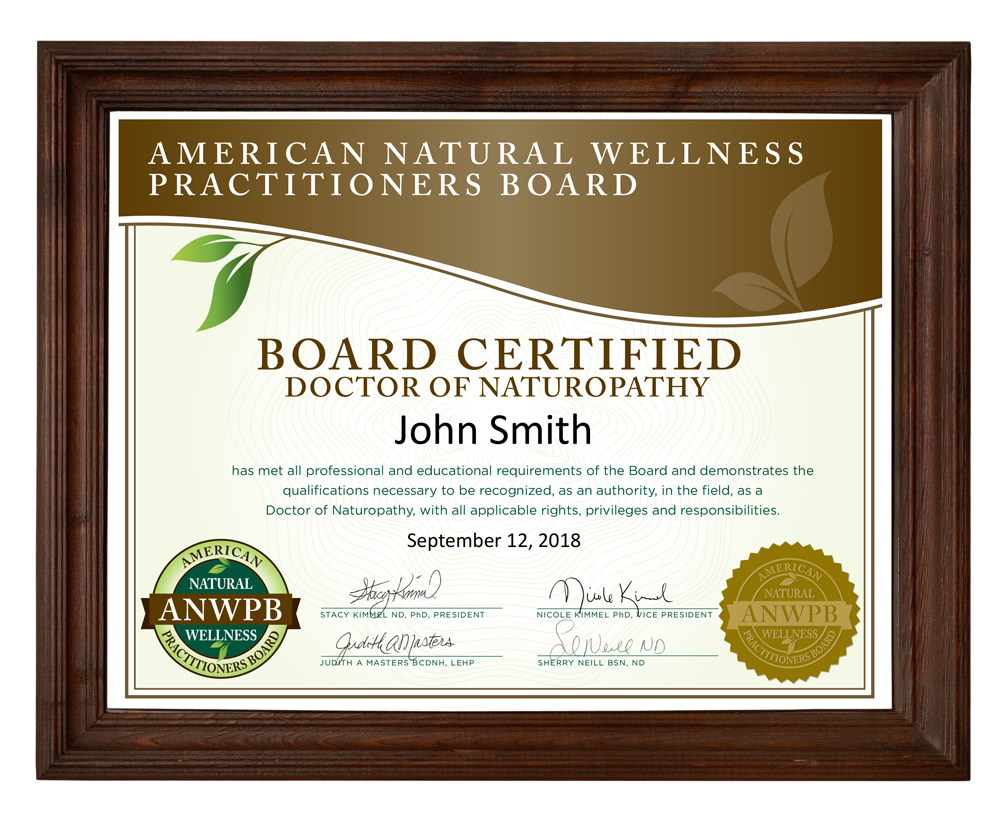 AMERICAN NATURAL WELLNESS
PRACTITIONERS BOARD
BOARD CERTIFIED
DOCTOR OF NATUROPATHY
John Smith
has met all professional and educational requirements of the Board and demonstrates the
qualifications necessary to be recognized, as an authority, in the field, as a
Doctor of Naturopathy, with all applicable rights, privileges and responsibilities.
September 12, 2018
Stacy Kimmel
STACY KIMMEL ND, PhD, PRESIDENT
Nicole Kimmel
NICOLE KIMMEL PhD, VICE PRESIDENT
Judith A Masters
JUDITH A MASTERS BCDNH, LEHP
S L Neill ND
SHERRY NEILL BSN, ND
AMERICAN
NATURAL
ANWPB
WELLNESS
PRACTITIONERS BOARD
AMERICAN
NATURAL
ANWPB
WELLNESS
PRACTITIONERS BOARD